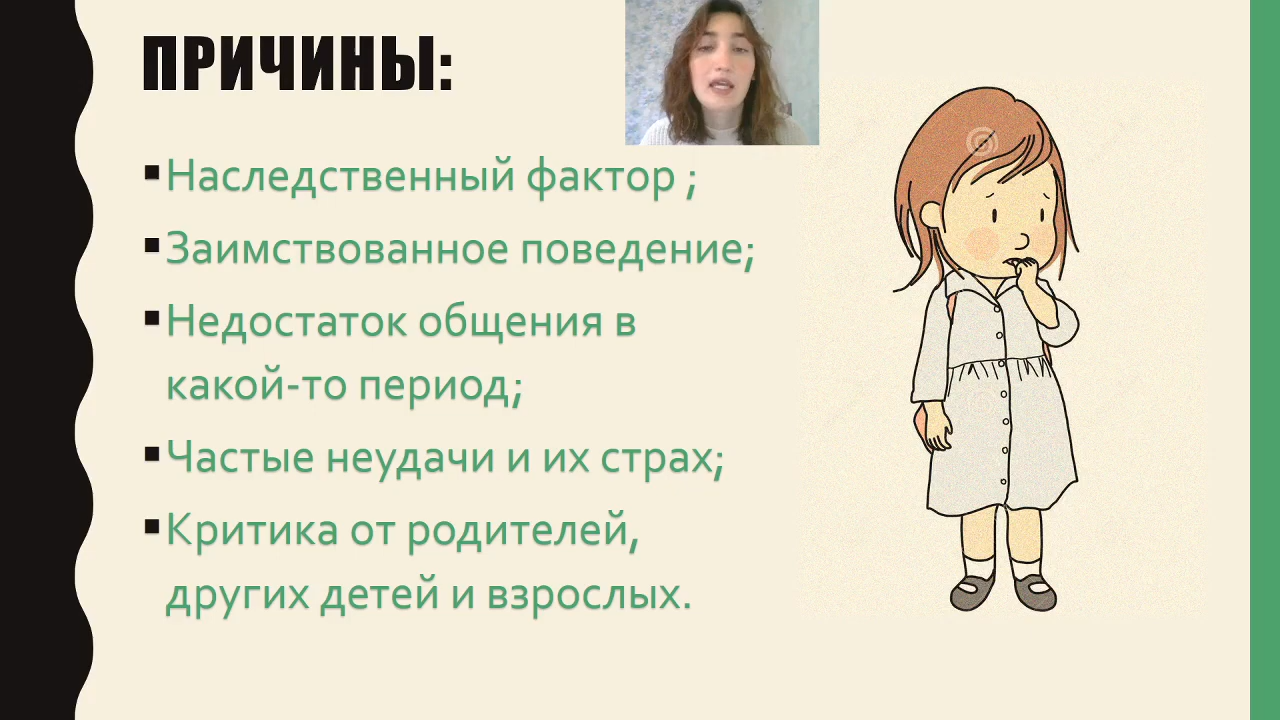 ПРИЧИНЫ:
▪Наследственный фактор ;
▪Заимствованное поведение;
▪Недостаток общения в
какой-то период;
▪Частые неудачи и их страх;
▪Критика от родителей,
других детей и взрослых.